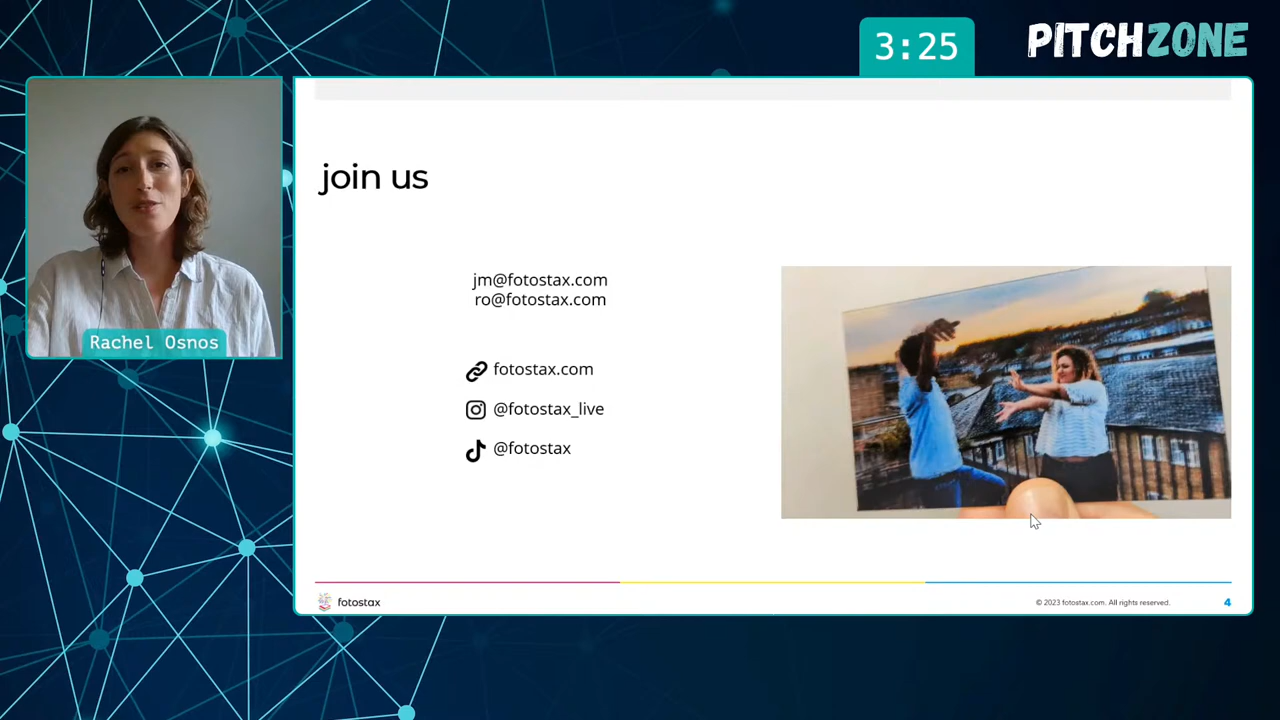 3:25
PITCHZONE
Rachel Osnos
join us
jm@fotostax.com
ro@fotostax.com
fotostax.com
@fotostax_live
@fotostax
fotostax
© 2023 fotostax.com. All rights reserved.
4